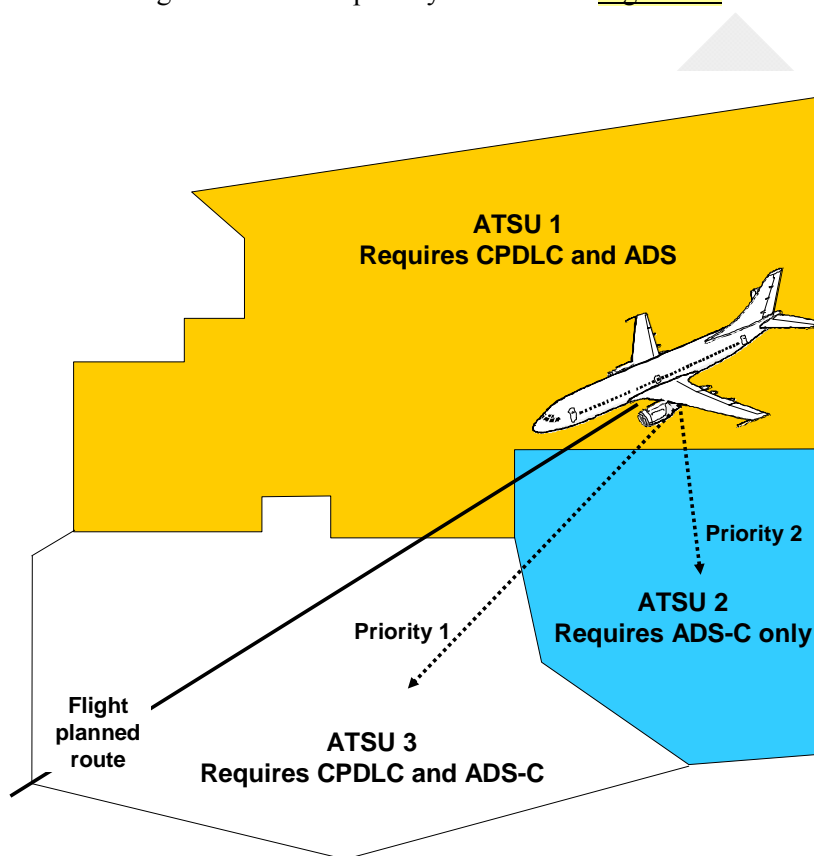 ATSU 1
Requires CPDLC and ADS
Priority 2
ATSU 2
Requires ADS-C only
Priority 1
Flight
planned
route
ATSU 3
Requires CPDLC and ADS-C